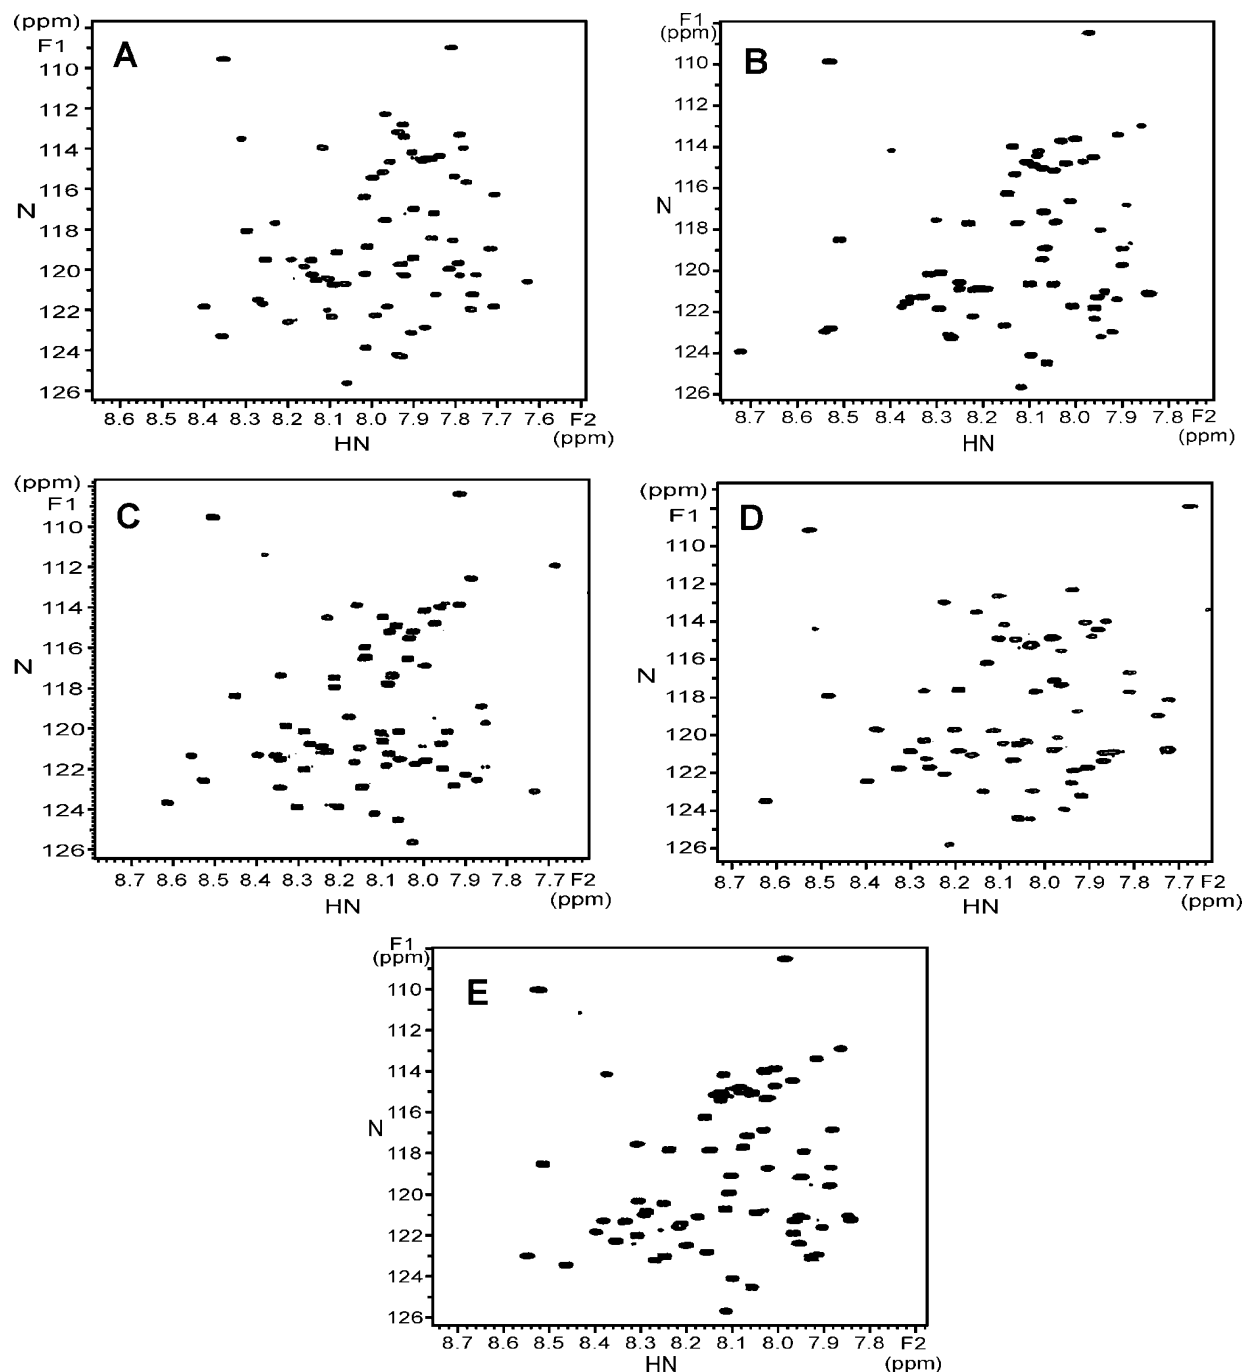 (ppm)
F1
A
N
110
112
114
116
118
120
122
124
126
8.6 8.5 8.4 8.3 8.2 8.1 8.0 7.9 7.8 7.7 7.6 F2
HN
(ppm)
F1
(ppm)
B
N
110
112
114
116
118
120
122
124
126
8.7 8.6 8.5 8.4 8.3 8.2 8.1 8.0 7.9 7.8 F2
HN
(ppm)
(ppm)
F1
C
N
110
112
114
116
118
120
122
124
126
8.7 8.6 8.5 8.4 8.3 8.2 8.1 8.0 7.9 7.8 7.7 F2
HN
(ppm)
(ppm)
F1
D
N
110
112
114
116
118
120
122
124
126
8.7 8.6 8.5 8.4 8.3 8.2 8.1 8.0 7.9 7.8 7.7 F2
HN
(ppm)
F1
(ppm)
E
N
110
112
114
116
118
120
122
124
126
8.7 8.6 8.5 8.4 8.3 8.2 8.1 8.0 7.9 7.8 F2
HN
(ppm)